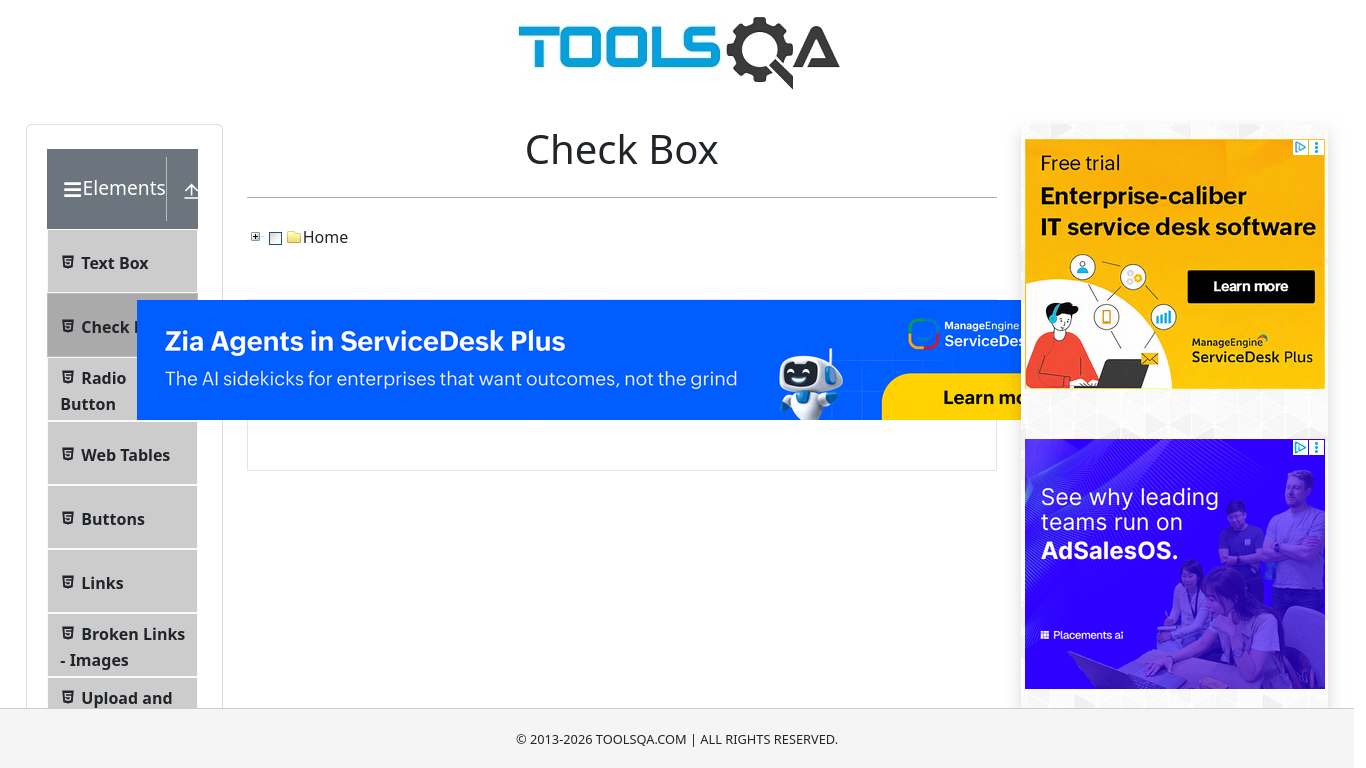 TOOLSQA
Check Box
Elements
Text Box
Check
Radio
Button
Web Tables
Buttons
Links
Broken Links
- Images
Upload and
Home
Zia Agents in ServiceDesk Plus
The AI sidekicks for enterprises that want outcomes, not the grind
ManageEngine
ServiceDes
Learn mo
Free trial
Enterprise-caliber
IT service desk software
Learn more
ManageEngine
ServiceDesk Plus
See why leading
teams run on
AdSalesOS.
Placements ai
© 2013-2026 TOOLSQA.COM | ALL RIGHTS RESERVED.